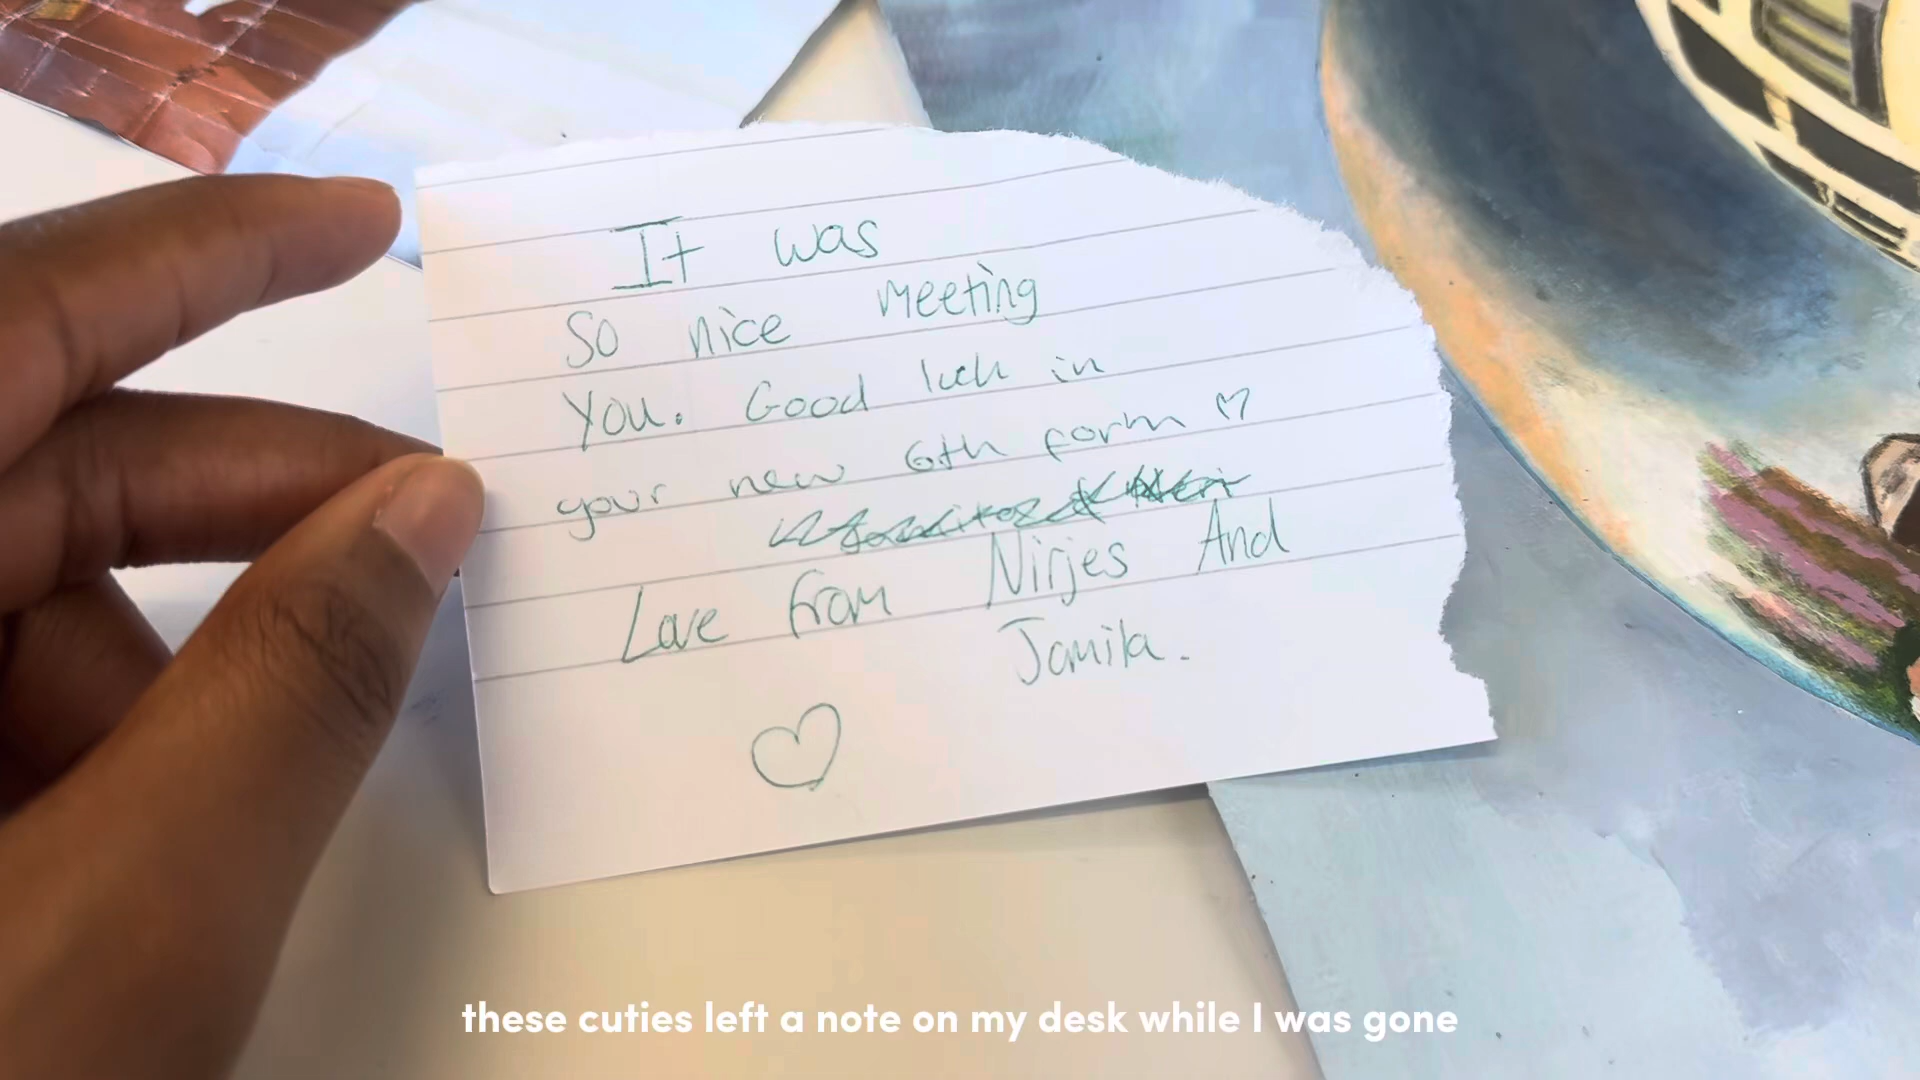 It was
So nice meeting
You. Good luck in
your new 6th form ♡
Love from Nirjes And
Jamila.
♡
these cuties left a note on my desk while I was gone